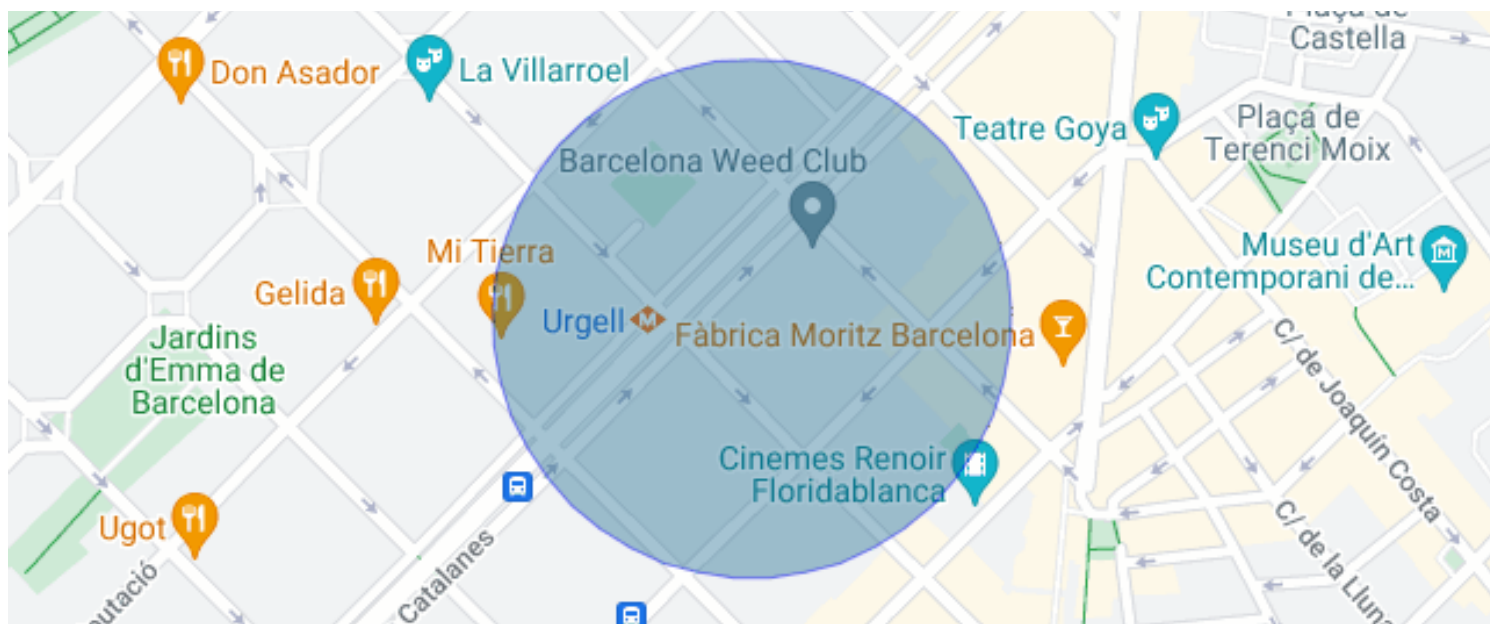 Plaça de
Castella
Don Asador
La Villarroel
Teatre Goya
Plaçá de
Terenci Moix
Barcelona Weed Club
Mi Tierra
Museu d'Art
Contemporani de...
Gelida
Urgell
Fàbrica Moritz Barcelona
Jardins
d'Emma de
Barcelona
C/ de Joaquín Costa
Cinemes Renoir
Floridablanca
Ugot
Catalanes
C/ de la Lluna